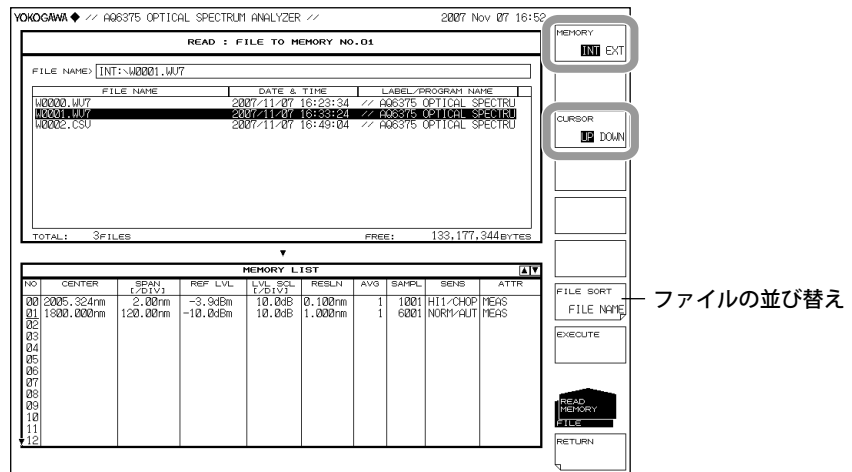 YOKOGAWA ◆ // AQ6375 OPTICAL SPECTRUM ANALYZER // 2007 Nov 07 16:52
READ : FILE TO MEMORY NO.01
FILE NAME> INT:\W0001.WV7
FILE NAME DATE & TIME LABEL/PROGRAM NAME
W0000.WV7 2007/11/07 16:23:34 // AQ6375 OPTICAL SPECTRU
W0001.WV7 2007/11/07 16:33:24 // AQ6375 OPTICAL SPECTRU
W0002.CSV 2007/11/07 16:49:04 // AQ6375 OPTICAL SPECTRU
TOTAL: 3FILES FREE: 133,177,344BYTES
▼
MEMORY LIST ▲▼
NO CENTER SPAN [/DIV] REF LVL LVL SCL [/DIV] RESLN AVG SAMPL SENS ATTR
00 2005.324nm 2.00nm -3.9dBm 10.0dB 0.100nm 1 1001 HI1/CHOP MEAS
01 1800.000nm 120.00nm -10.0dBm 10.0dB 1.000nm 1 6001 NORM/AUT MEAS
02
03
04
05
06
07
08
09
10
11
▼12
MEMORY
INT EXT
CURSOR
UP DOWN
FILE SORT
FILE NAME
ファイルの並び替え
EXECUTE
READ
MEMORY
FILE
RETURN